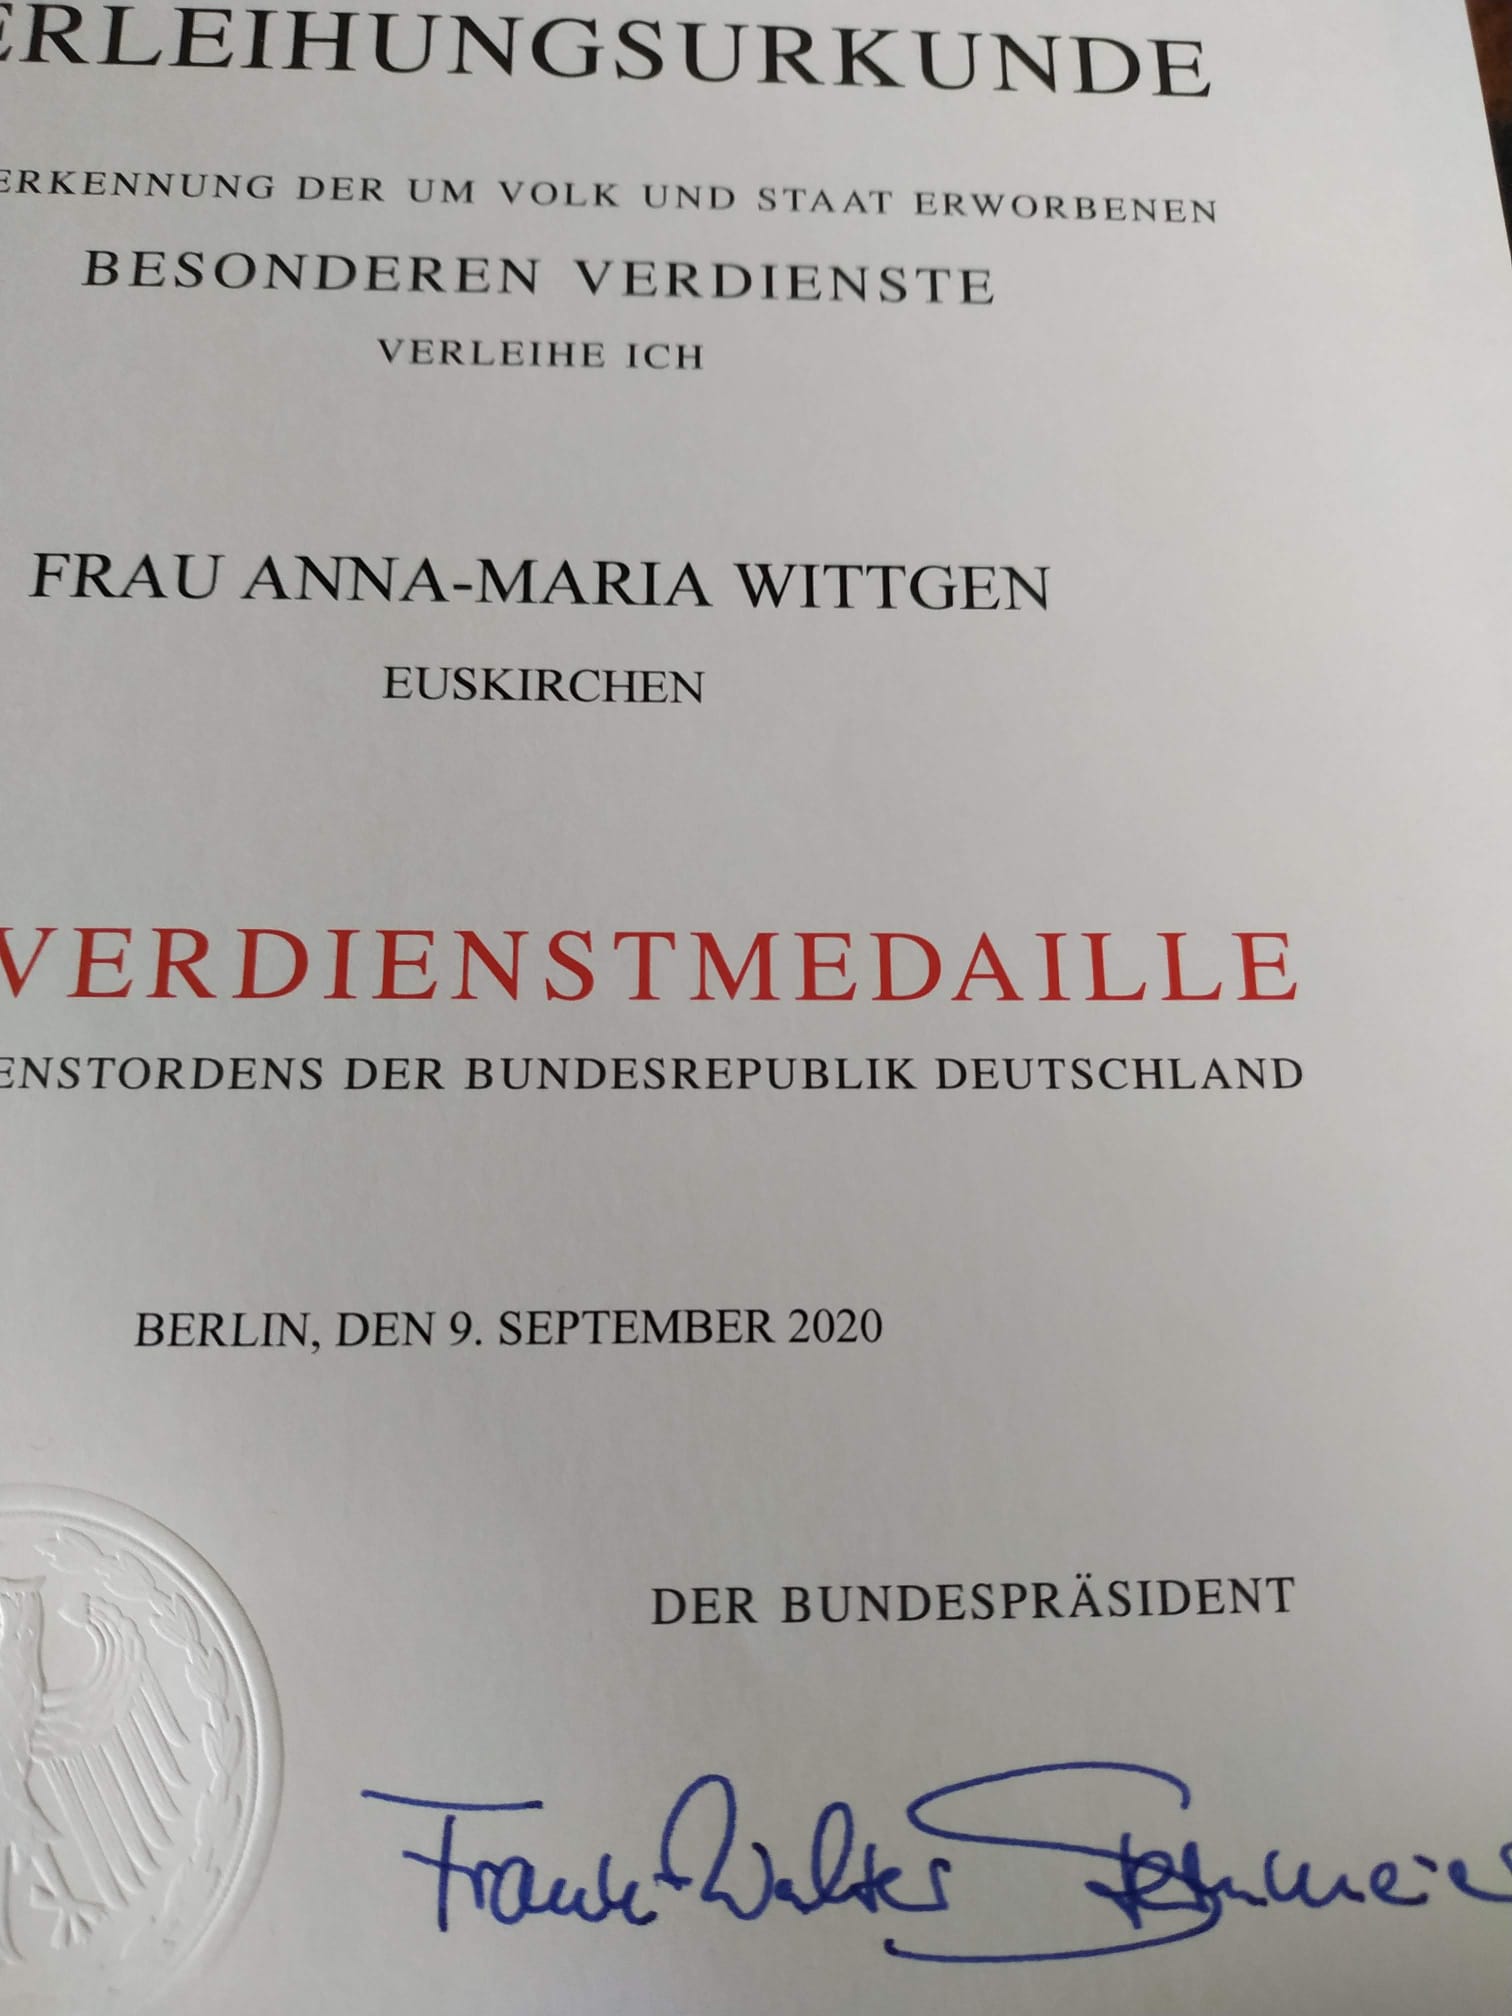 ERLEIHUNGSURKUNDE
ERKENNUNG DER UM VOLK UND STAAT ERWORBENEN
BESONDEREN VERDIENSTE
VERLEIHE ICH
FRAU ANNA-MARIA WITTGEN
EUSKIRCHEN
VERDIENSTMEDAILLE
ENSTORDENS DER BUNDESREPUBLIK DEUTSCHLAND
BERLIN, DEN 9. SEPTEMBER 2020
DER BUNDESPRÄSIDENT
Frank-Walter Steinmeier